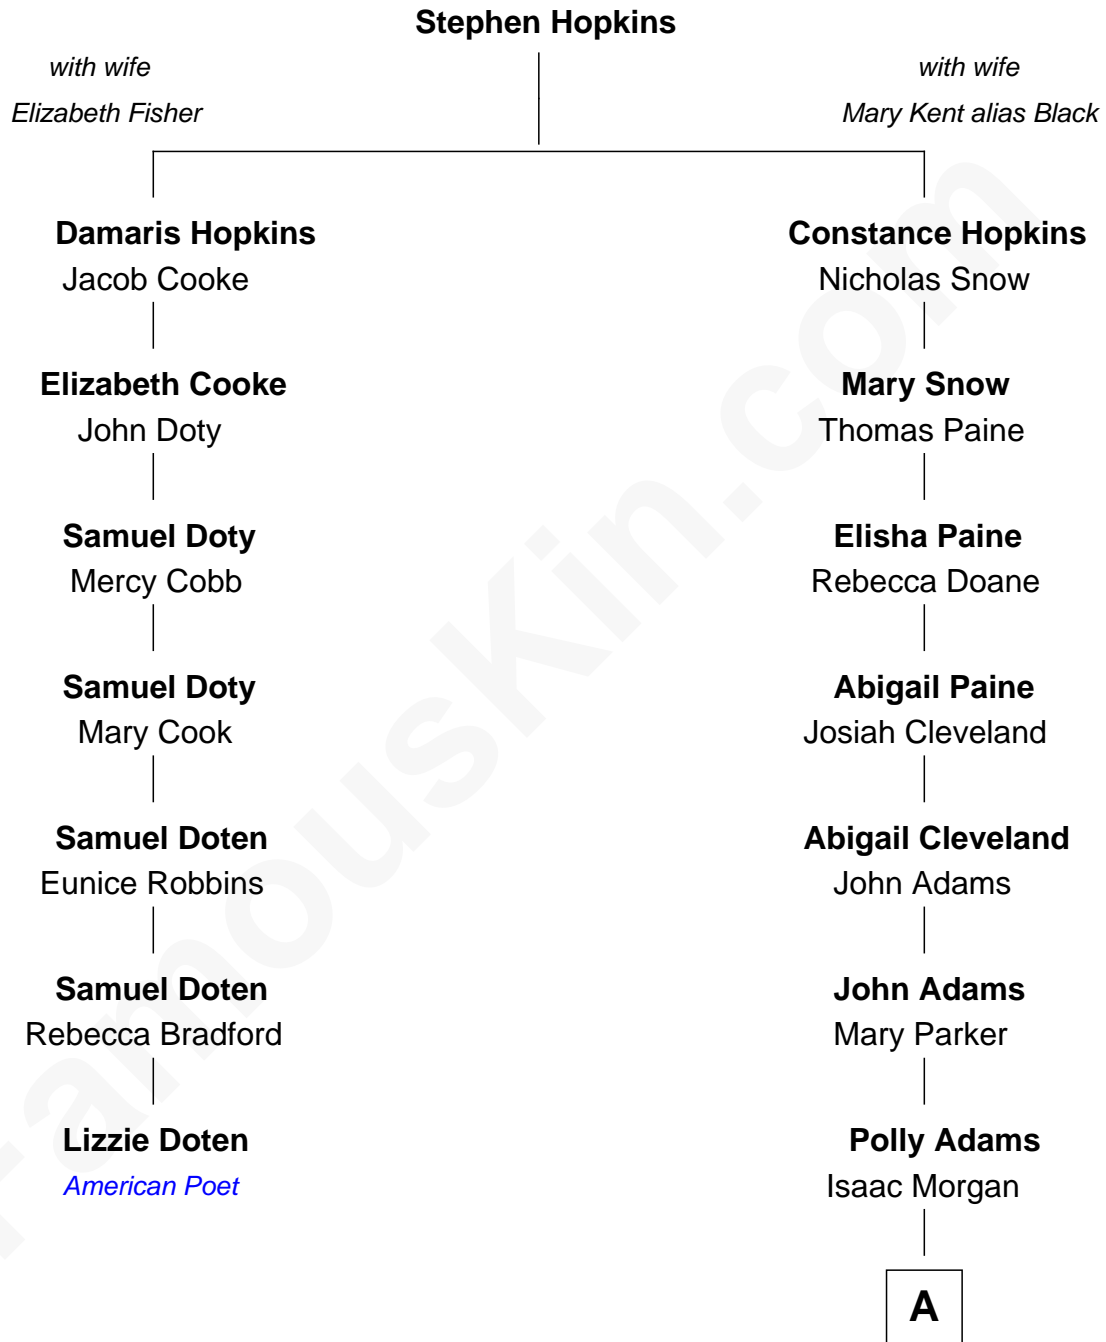 Stephen Hopkins
with wife
Elizabeth Fisher
with wife
Mary Kent alias Black
Damaris Hopkins
Jacob Cooke
Constance Hopkins
Nicholas Snow
Elizabeth Cooke
John Doty
Mary Snow
Thomas Paine
Samuel Doty
Mercy Cobb
Elisha Paine
Rebecca Doane
Samuel Doty
Mary Cook
Abigail Paine
Josiah Cleveland
Samuel Doten
Eunice Robbins
Abigail Cleveland
John Adams
Samuel Doten
Rebecca Bradford
John Adams
Mary Parker
Lizzie Doten
American Poet
Polly Adams
Isaac Morgan
A
FamousKin.com